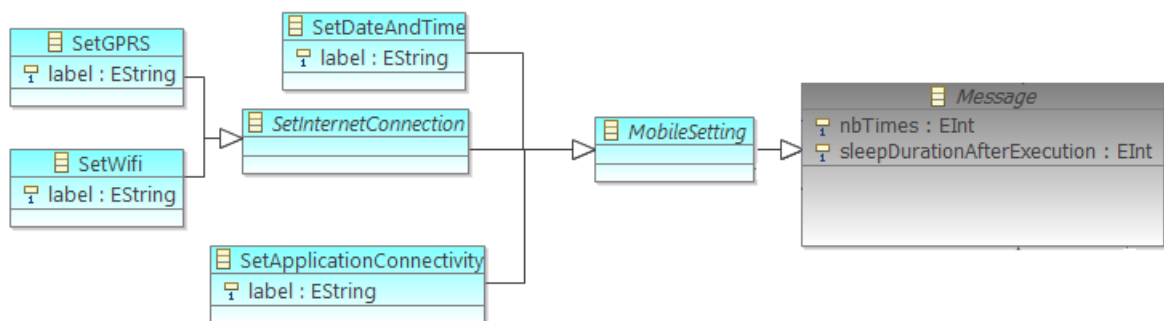 SetGPRS
label : EString
SetWifi
label : EString
SetDateAndTime
label : EString
SetInternetConnection
SetApplicationConnectivity
label : EString
MobileSetting
Message
nbTimes : EInt
sleepDurationAfterExecution : EInt